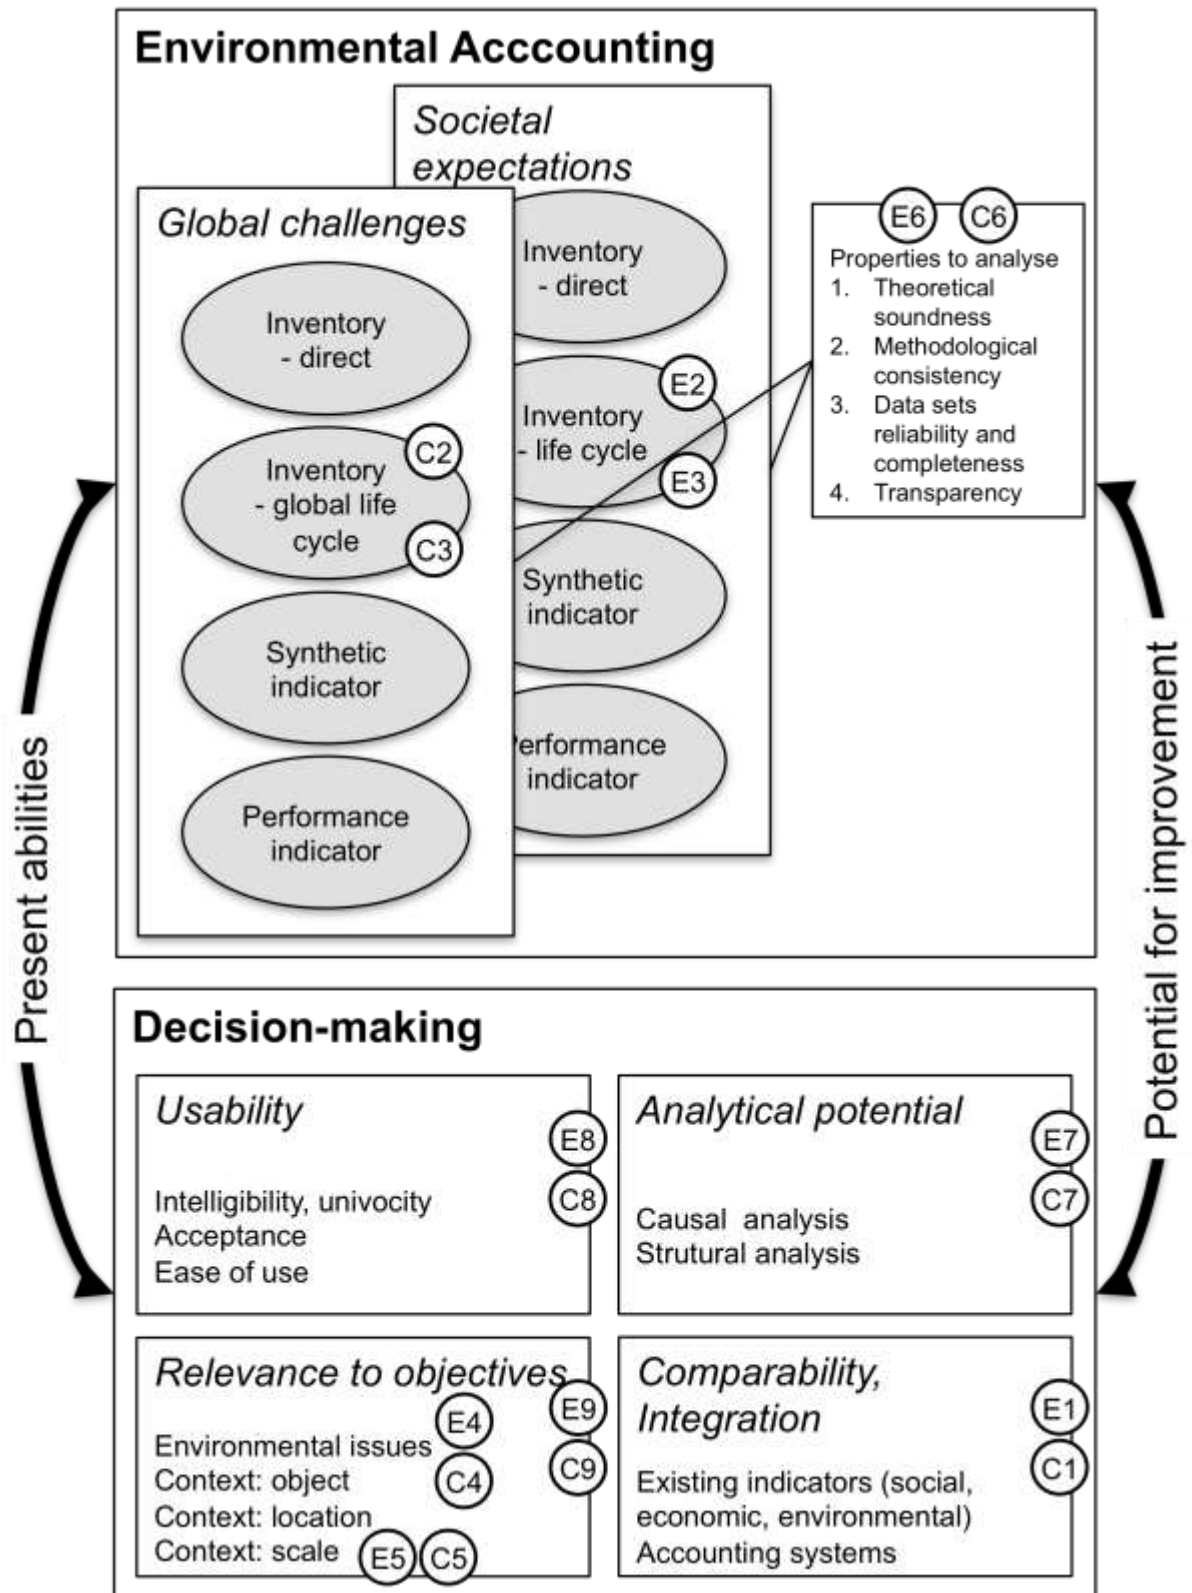 Environmental Acccounting
Societal
expectations
Inventory
- direct
E2
Inventory
- life cycle
E3
Synthetic
indicator
Performance
indicator
Global challenges
Inventory
- direct
C2
Inventory
- global life
cycle
C3
Synthetic
indicator
Performance
indicator
E6 C6
Properties to analyse
1. Theoretical
soundness
2. Methodological
consistency
3. Data sets
reliability and
completeness
4. Transparency
Present abilities
Potential for improvement
Decision-making
Usability
E8
C8
Intelligibility, univocity
Acceptance
Ease of use
Analytical potential
E7
C7
Causal analysis
Strutural analysis
Relevance to objectives
E4
E9
Environmental issues
C4
C9
Context: object
Context: location
Context: scale
E5 C5
Comparability,
Integration
E1
C1
Existing indicators (social,
economic, environmental)
Accounting systems